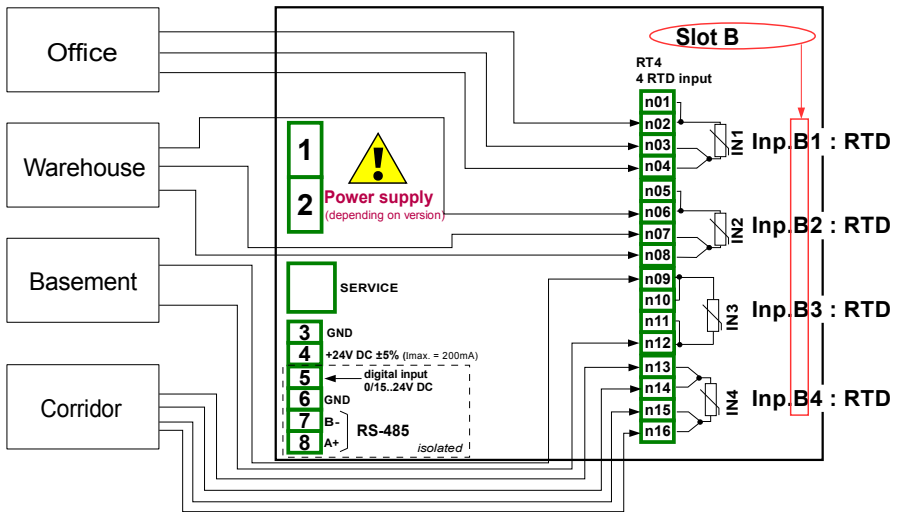 Office
Warehouse
Basement
Corridor
Slot B
RT4
4 RTD input
1
2
!
Power supply
(depending on version)
SERVICE
3 GND
4 +24V DC ±5% (Imax. = 200mA)
5 digital input
0/15..24V DC
6 GND
7 B-
8 A+
RS-485
isolated
n01
n02
n03
n04
n05
n06
n07
n08
n09
n10
n11
n12
n13
n14
n15
n16
IN1
IN2
IN3
IN4
Inp.B1 : RTD
Inp.B2 : RTD
Inp.B3 : RTD
Inp.B4 : RTD